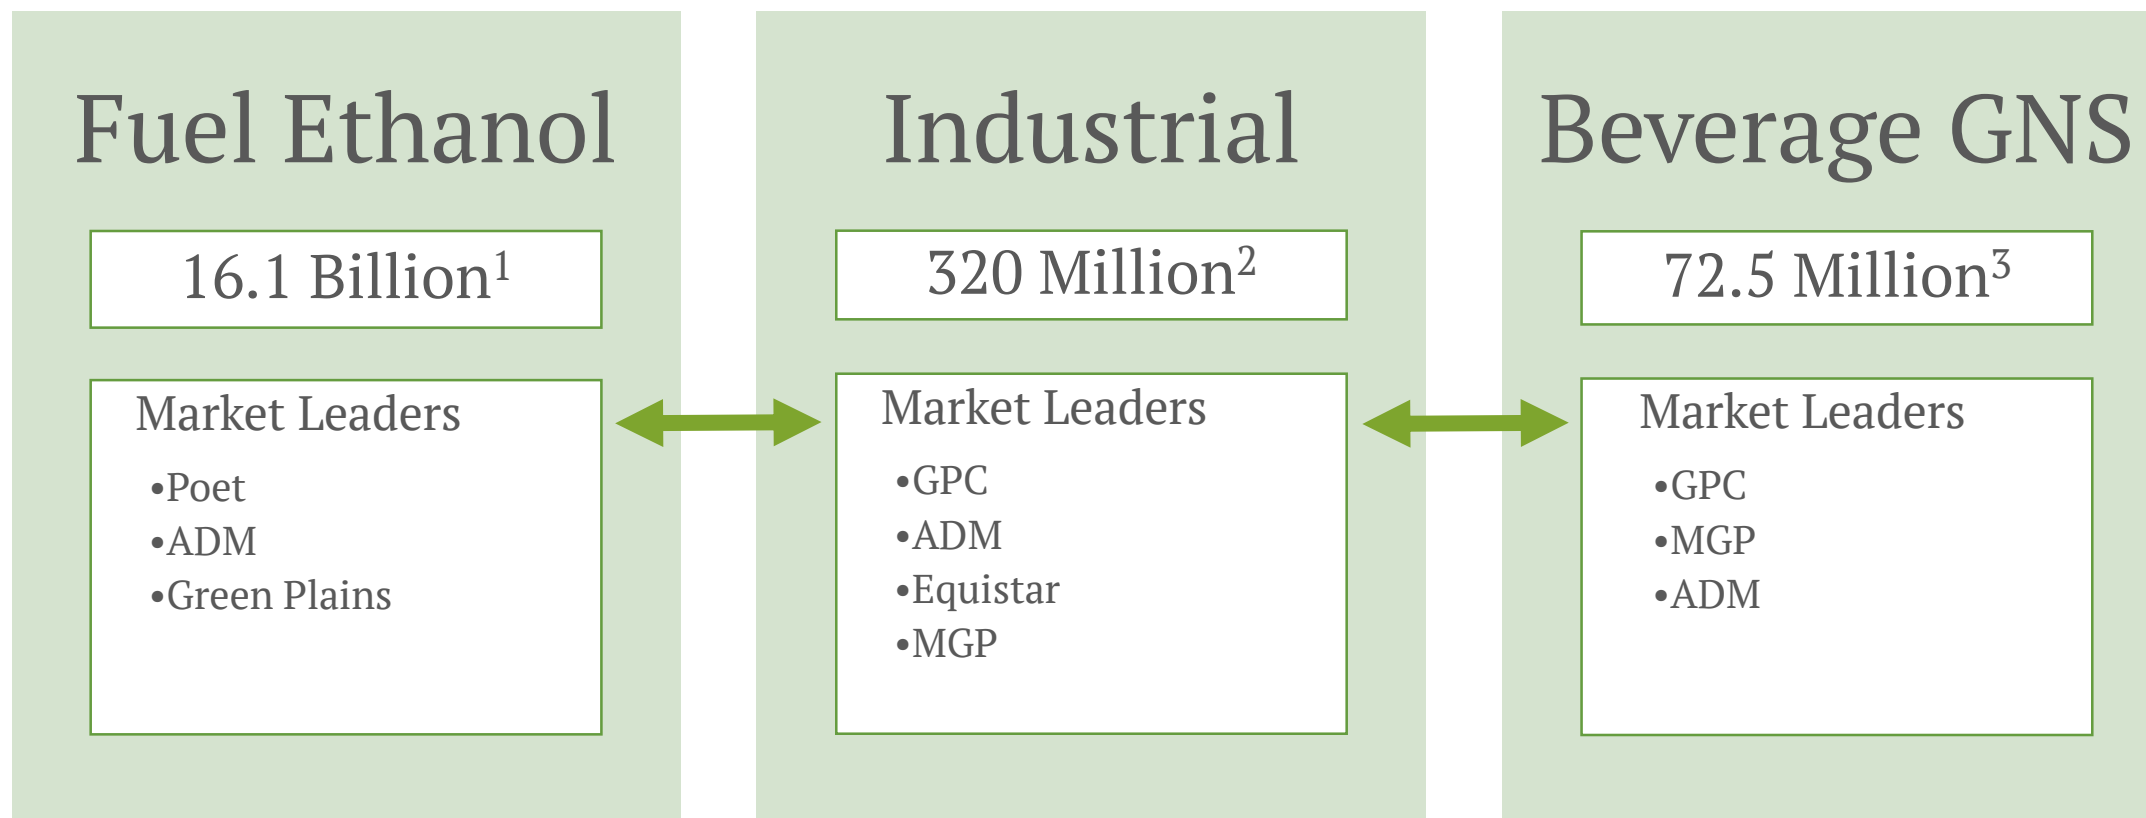 Fuel Ethanol
16.1 Billion¹
Market Leaders
•Poet
•ADM
•Green Plains
Industrial
320 Million²
Market Leaders
•GPC
•ADM
•Equistar
•MGP
Beverage GNS
72.5 Million³
Market Leaders
•GPC
•MGP
•ADM